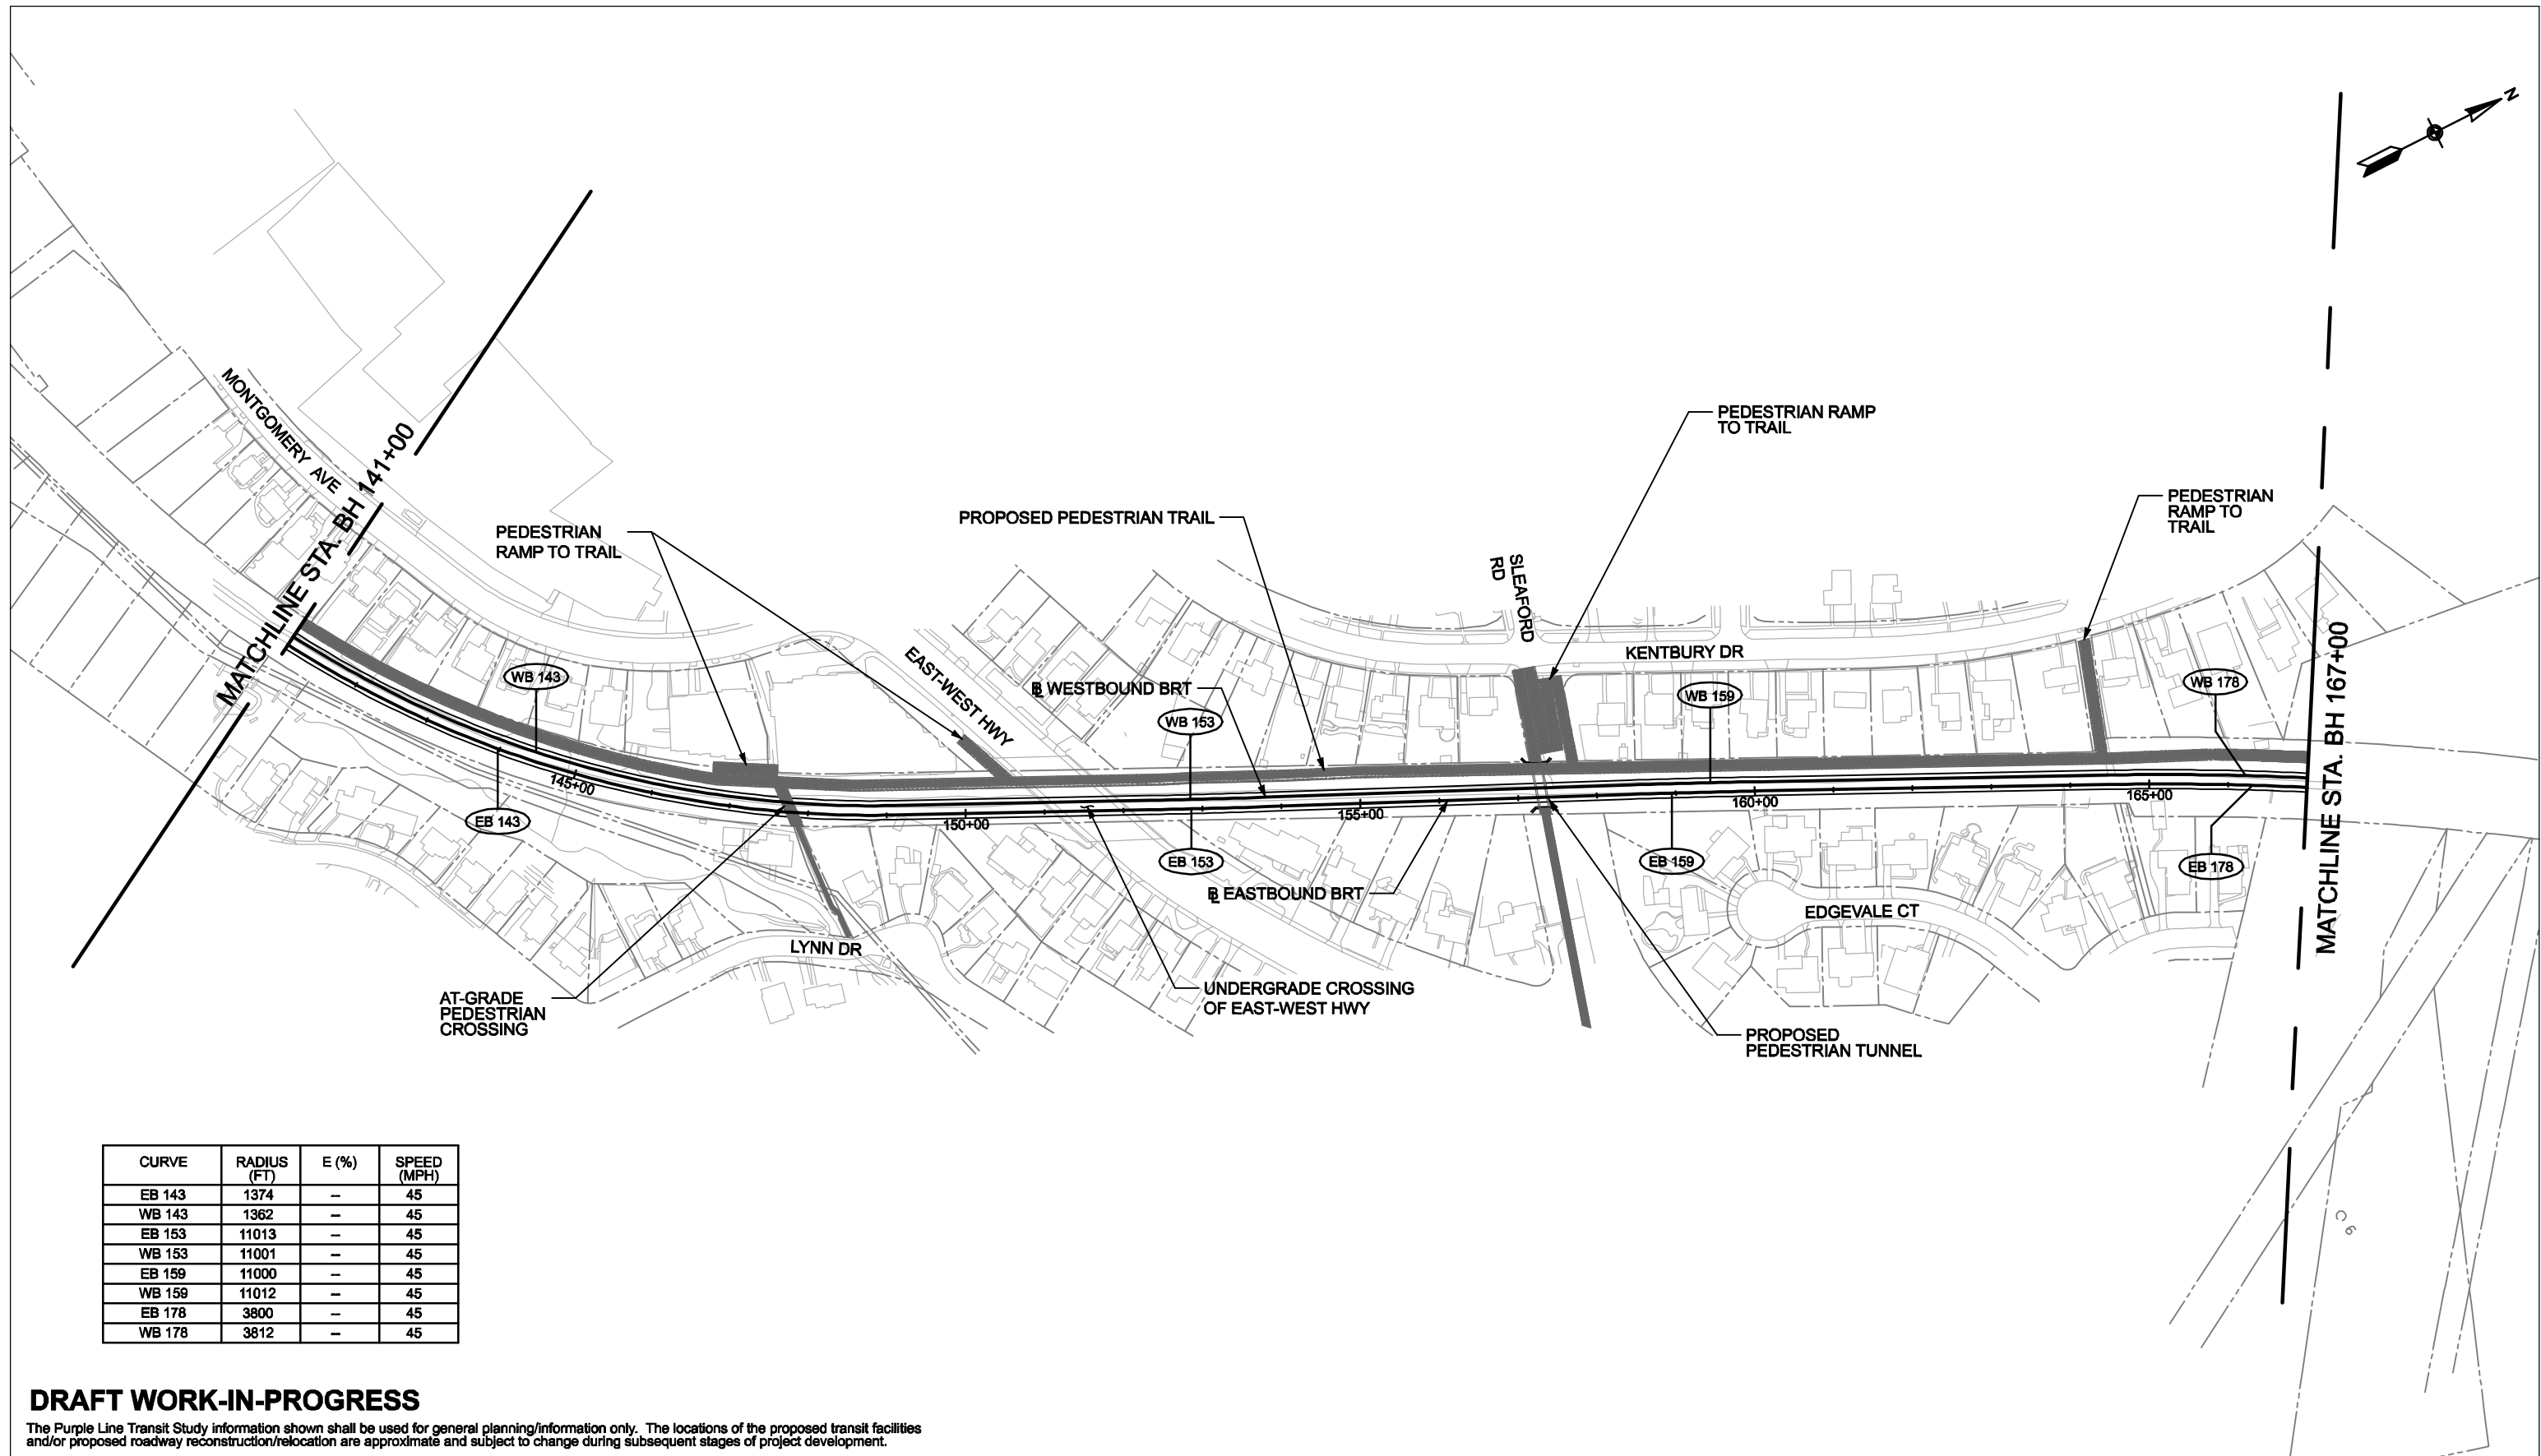 N
MONTGOMERY AVE
MATCHLINE STA. BH 141+00
PEDESTRIAN
RAMP TO TRAIL
PROPOSED PEDESTRIAN TRAIL
PEDESTRIAN RAMP
TO TRAIL
PEDESTRIAN
RAMP TO
TRAIL
SLEAFORD
RD
KENTBURY DR
EAST-WEST HWY
WB 143
BL WESTBOUND BRT
WB 153
WB 159
WB 178
MATCHLINE STA. BH 167+00
145+00
150+00
155+00
160+00
165+00
EB 143
EB 153
EB 159
EB 178
BL EASTBOUND BRT
EDGEVALE CT
LYNN DR
AT-GRADE
PEDESTRIAN
CROSSING
UNDERGRADE CROSSING
OF EAST-WEST HWY
PROPOSED
PEDESTRIAN TUNNEL
C 6
CURVE RADIUS (FT) E (%) SPEED (MPH)
EB 143 1374 – 45
WB 143 1362 – 45
EB 153 11013 – 45
WB 153 11001 – 45
EB 159 11000 – 45
WB 159 11012 – 45
EB 178 3800 – 45
WB 178 3812 – 45
DRAFT WORK-IN-PROGRESS
The Purple Line Transit Study information shown shall be used for general planning/information only. The locations of the proposed transit facilities
and/or proposed roadway reconstruction/relocation are approximate and subject to change during subsequent stages of project development.